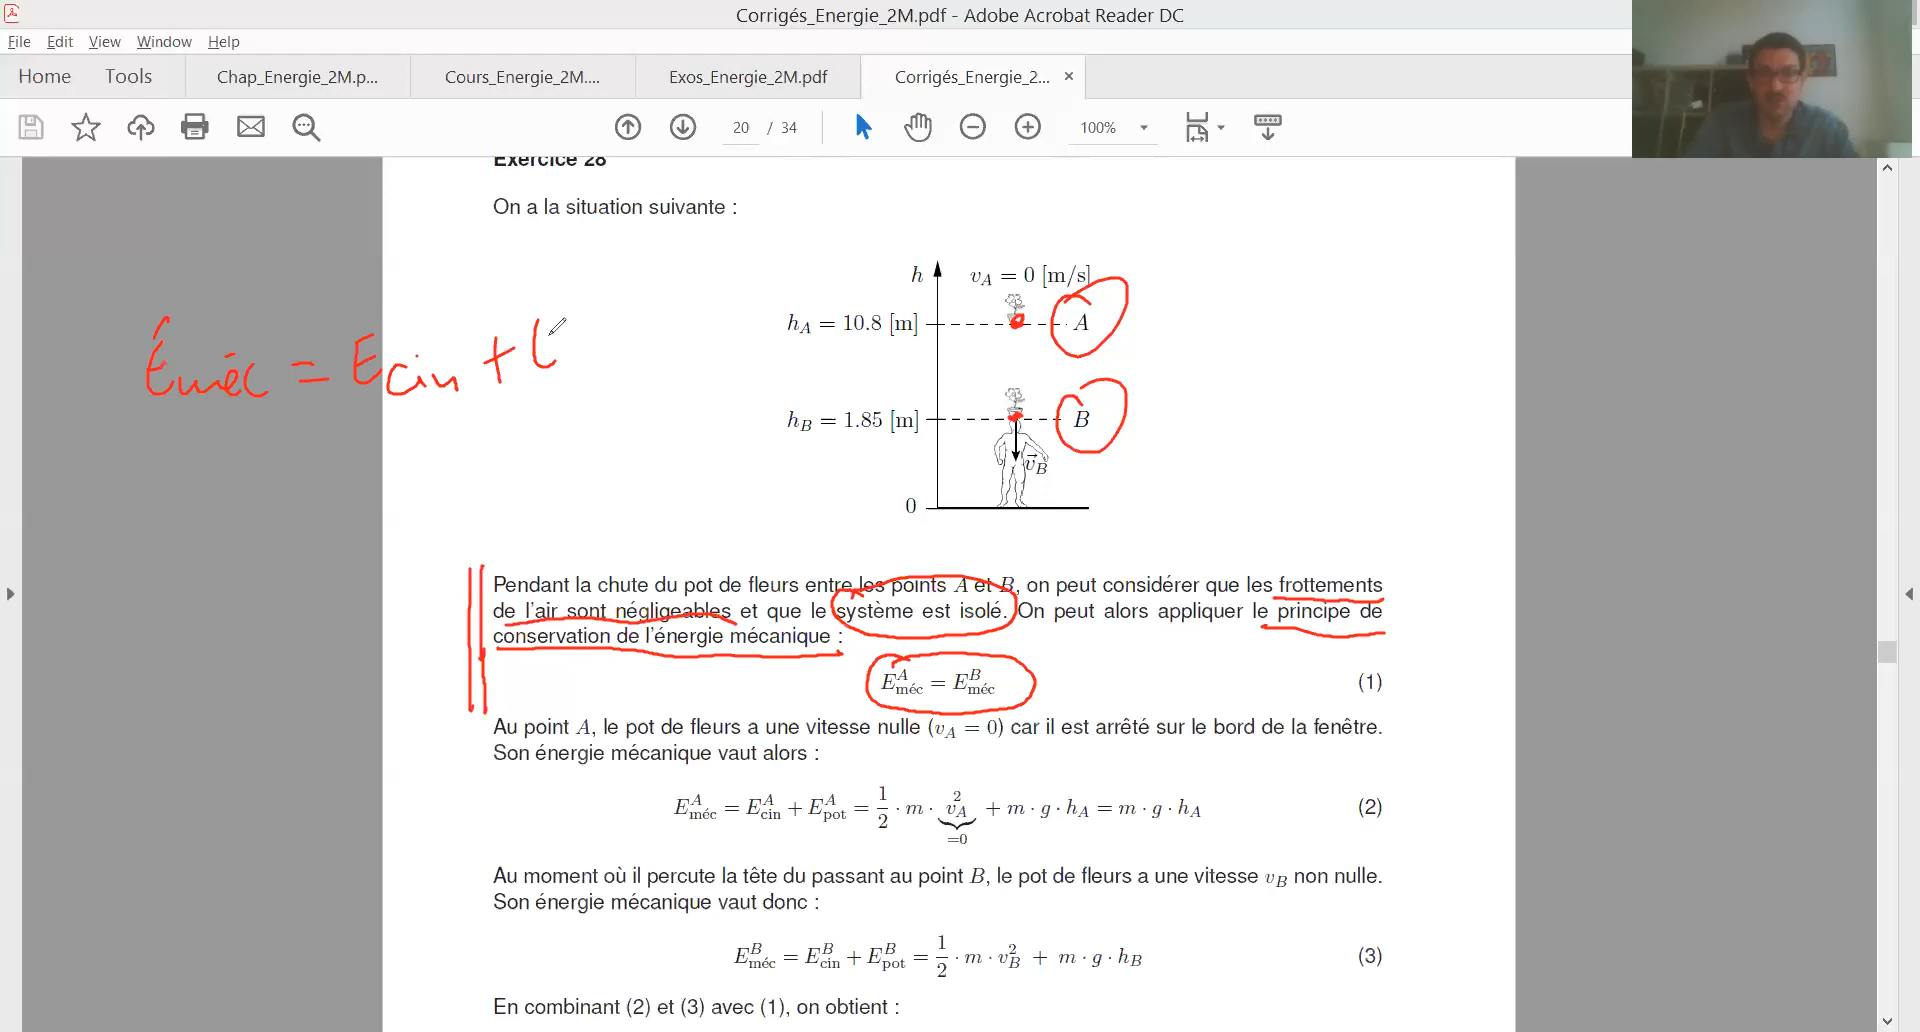 Corrigés_Energie_2M.pdf - Adobe Acrobat Reader DC
File Edit View Window Help
Home Tools Chap_Energie_2M.p... Cours_Energie_2M.... Exos_Energie_2M.pdf Corrigés_Energie_2... ×
20 / 34 100%
Exercice 28
On a la situation suivante :
h v_A = 0 [m/s]
h_A = 10.8 [m] A
Eméc = Ecin +
h_B = 1.85 [m] B
v⃗_B
0
Pendant la chute du pot de fleurs entre les points A et B, on peut considérer que les frottements
de l'air sont négligeables et que le système est isolé. On peut alors appliquer le principe de
conservation de l'énergie mécanique :
E^A_méc = E^B_méc (1)
Au point A, le pot de fleurs a une vitesse nulle (v_A = 0) car il est arrêté sur le bord de la fenêtre.
Son énergie mécanique vaut alors :
E^A_méc = E^A_cin + E^A_pot = 1/2 · m · v_A^2 + m · g · h_A = m · g · h_A (2)
=0
Au moment où il percute la tête du passant au point B, le pot de fleurs a une vitesse v_B non nulle.
Son énergie mécanique vaut donc :
E^B_méc = E^B_cin + E^B_pot = 1/2 · m · v_B^2 + m · g · h_B (3)
En combinant (2) et (3) avec (1), on obtient :